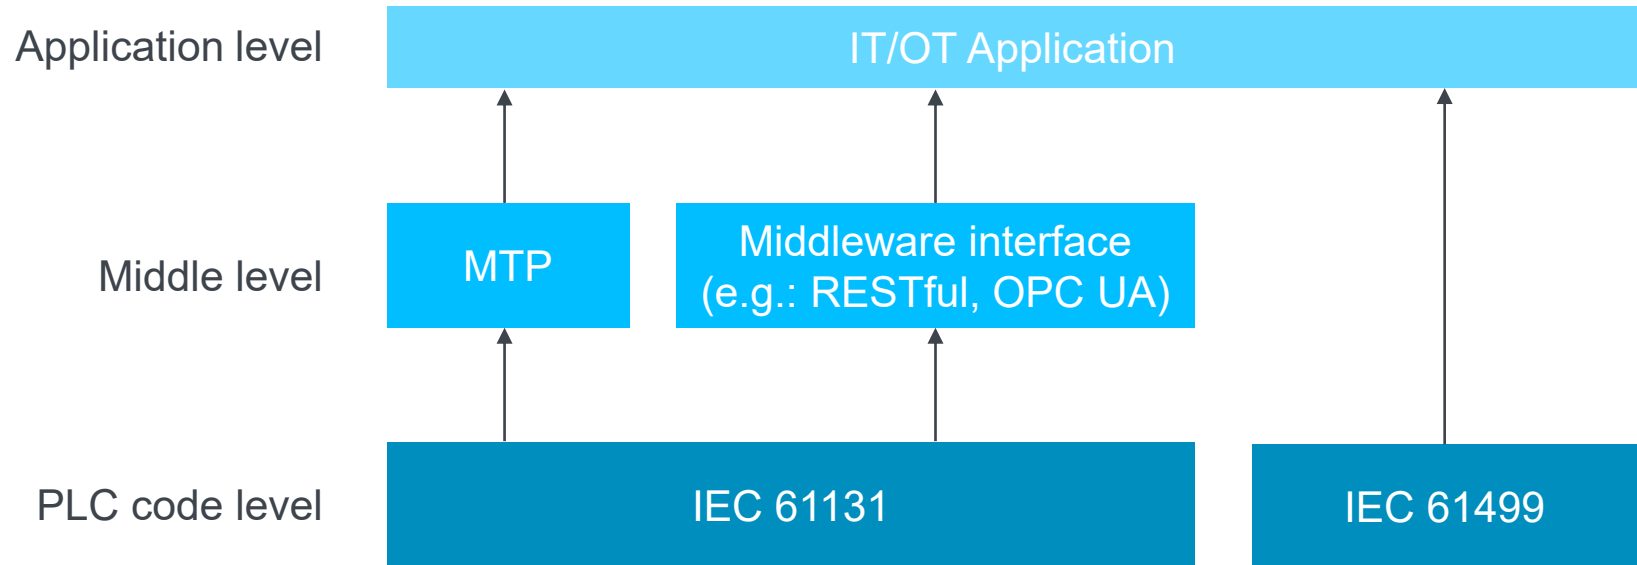 Application level
IT/OT Application
Middle level
MTP
Middleware interface
(e.g.: RESTful, OPC UA)
PLC code level
IEC 61131
IEC 61499